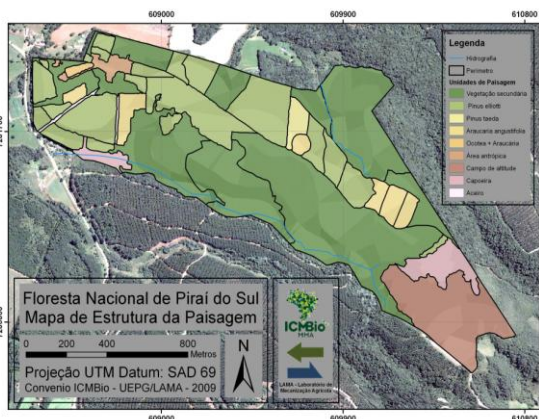 609000 609900 610800
Legenda
Hidrografia
Perímetro
Unidades de Paisagem
Vegetação secundária
Pinus elliotti
Pinus taeda
Araucaria angustifolia
Ocotea + Araucária
Área antrópica
Campo de altitude
Capoeira
Aceiro
Floresta Nacional de Piraí do Sul
Mapa de Estrutura da Paisagem
0 200 400 800
Metros
Projeção UTM Datum: SAD 69
Convenio ICMBio - UEPG/LAMA - 2009
N
ICMBio
MMA
LAMA - Laboratório de
Mecanização Agrícola
609000 609900 610800